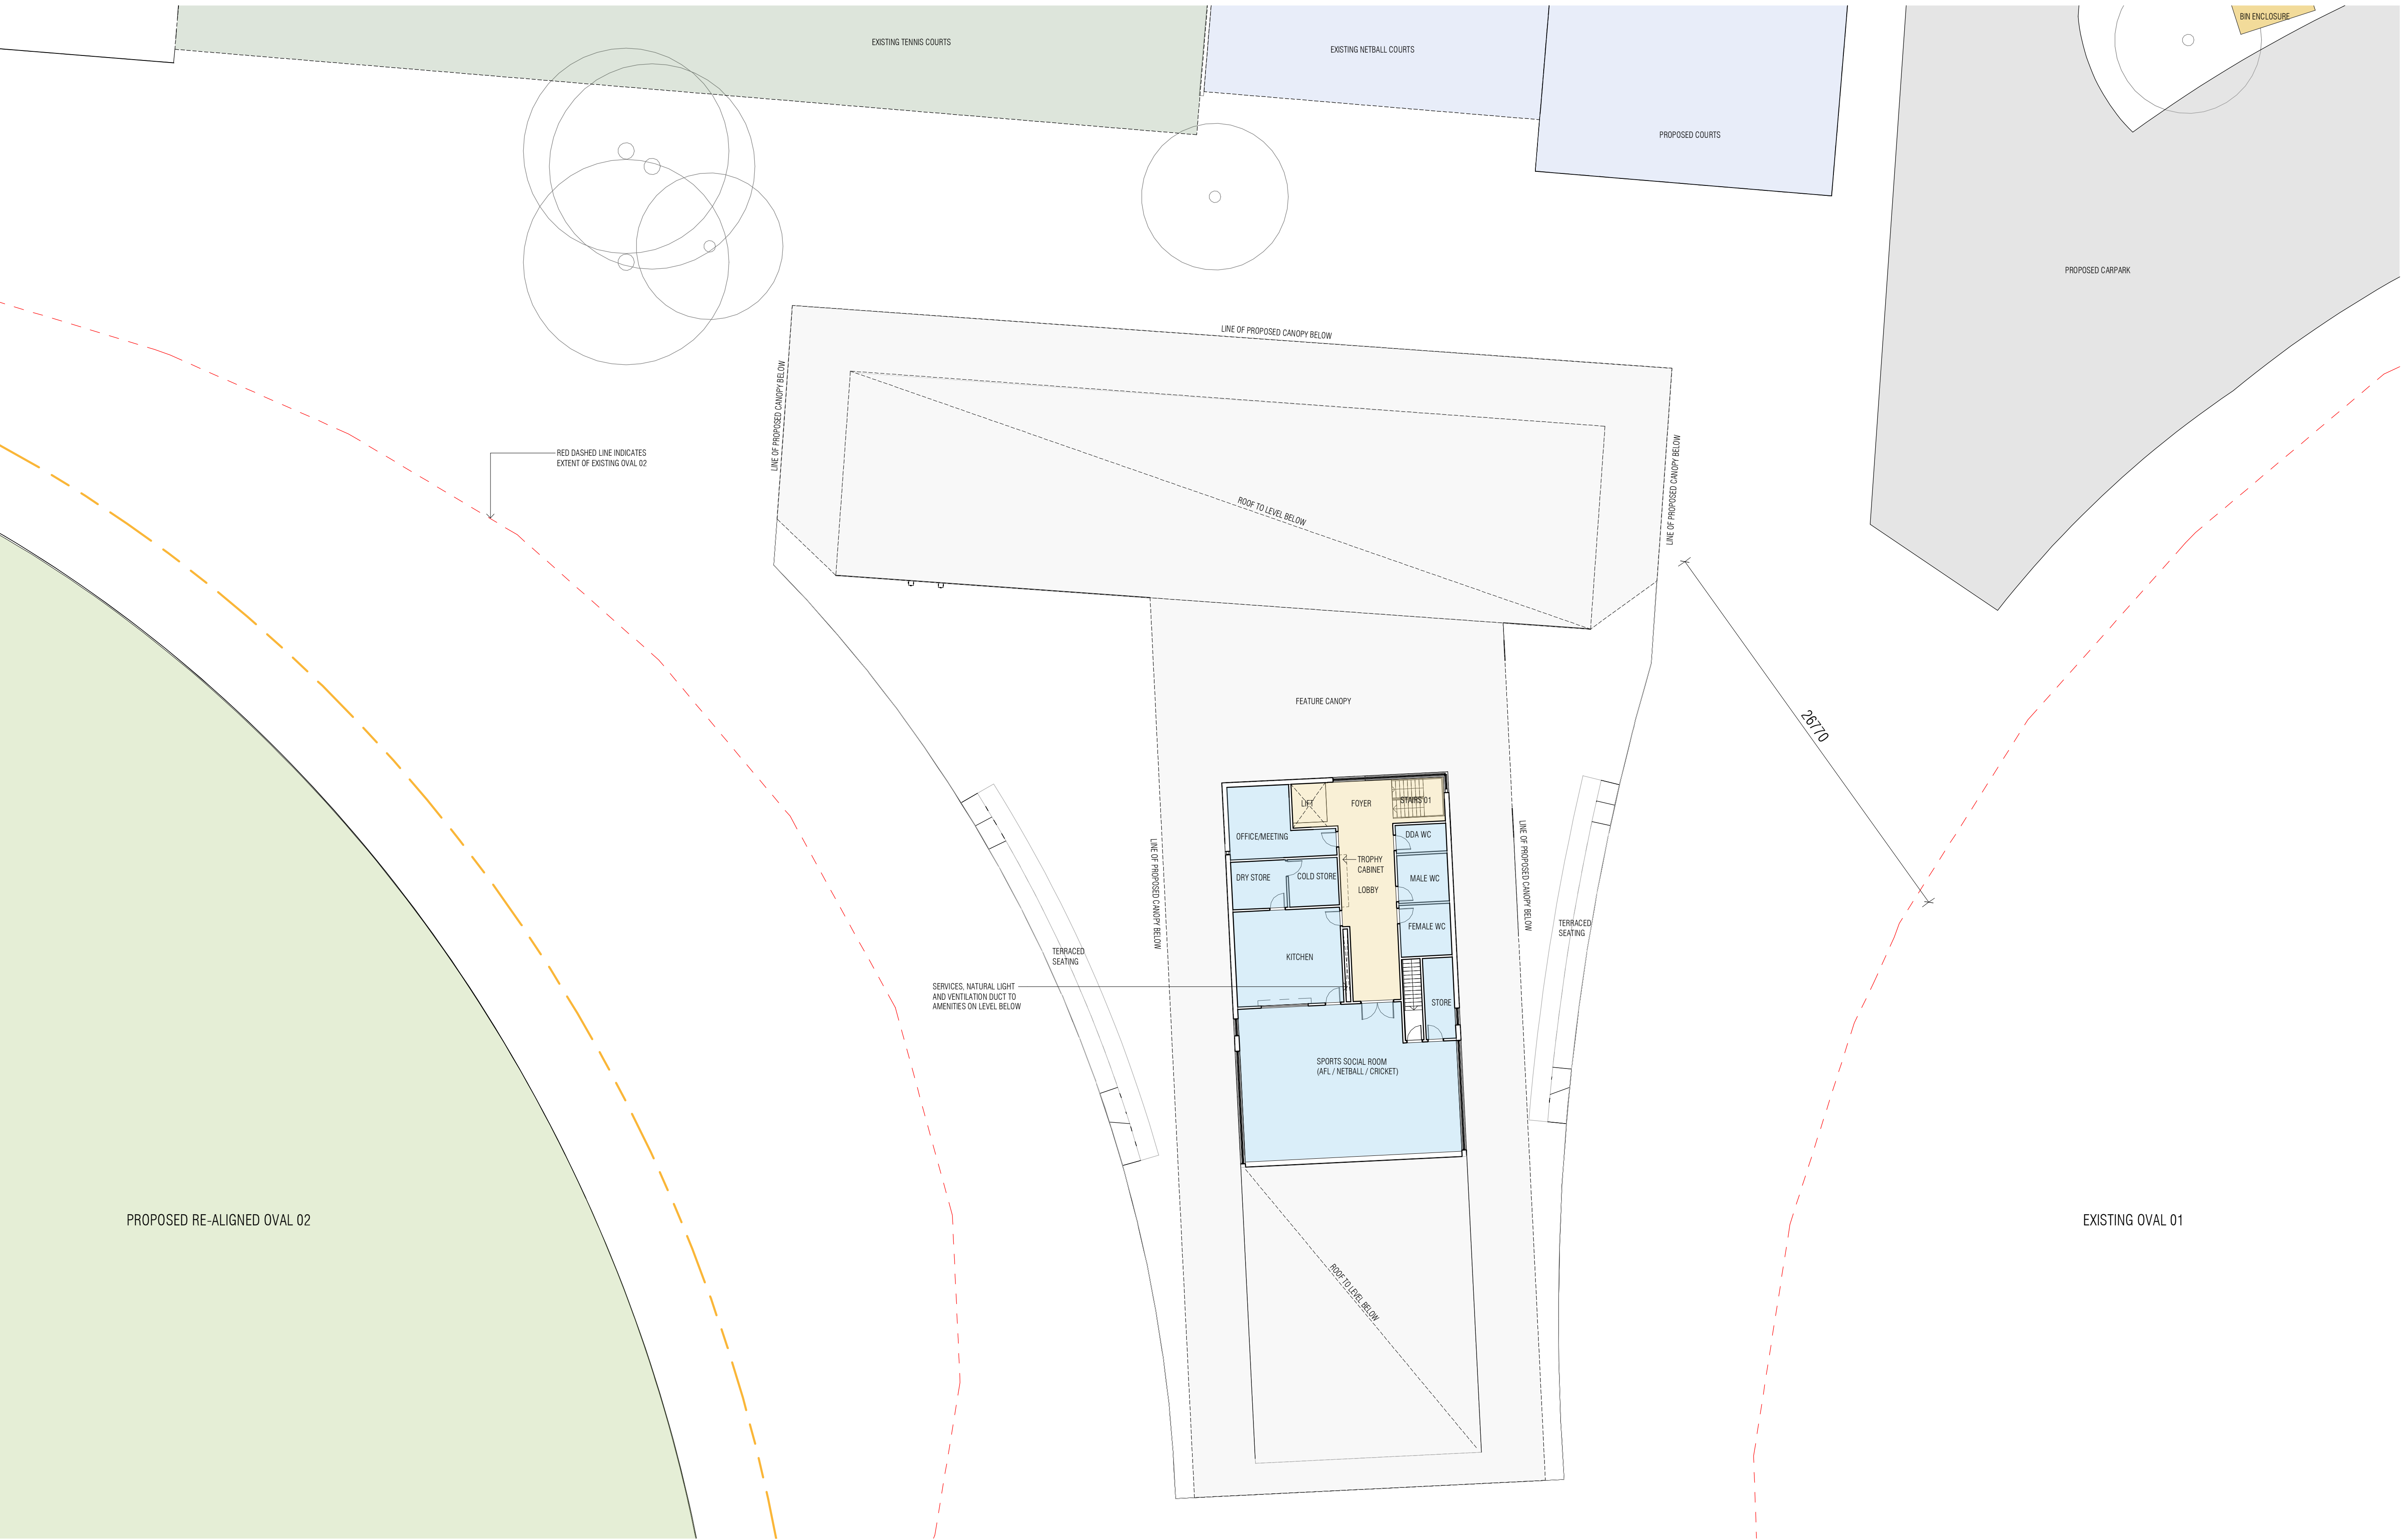 BIN ENCLOSURE
EXISTING TENNIS COURTS
EXISTING NETBALL COURTS
PROPOSED COURTS
PROPOSED CARPARK
LINE OF PROPOSED CANOPY BELOW
LINE OF PROPOSED CANOPY BELOW
LINE OF PROPOSED CANOPY BELOW
RED DASHED LINE INDICATES
EXTENT OF EXISTING OVAL 02
ROOF TO LEVEL BELOW
FEATURE CANOPY
26770
LIFT
FOYER
STAIRS 01
OFFICE/MEETING
DDA WC
TROPHY
CABINET
DRY STORE
COLD STORE
MALE WC
LOBBY
LINE OF PROPOSED CANOPY BELOW
LINE OF PROPOSED CANOPY BELOW
FEMALE WC
TERRACED
SEATING
TERRACED
SEATING
KITCHEN
SERVICES, NATURAL LIGHT
AND VENTILATION DUCT TO
AMENITIES ON LEVEL BELOW
STORE
SPORTS SOCIAL ROOM
(AFL / NETBALL / CRICKET)
PROPOSED RE-ALIGNED OVAL 02
EXISTING OVAL 01
ROOF TO LEVEL BELOW